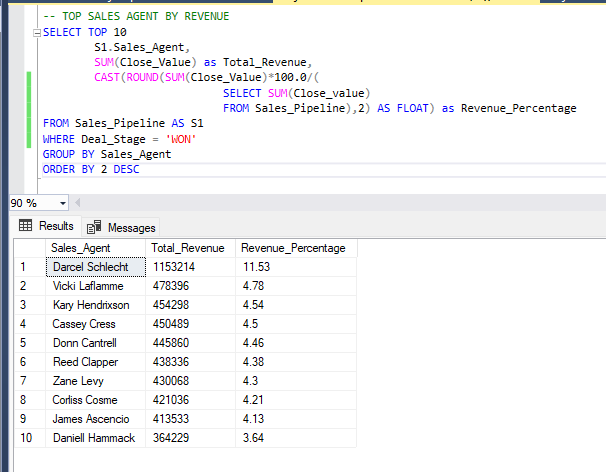 -- TOP SALES AGENT BY REVENUE
SELECT TOP 10
S1.Sales_Agent,
SUM(Close_Value) as Total_Revenue,
CAST(ROUND(SUM(Close_Value)*100.0/(
SELECT SUM(Close_value)
FROM Sales_Pipeline),2) AS FLOAT) as Revenue_Percentage
FROM Sales_Pipeline AS S1
WHERE Deal_Stage = 'WON'
GROUP BY Sales_Agent
ORDER BY 2 DESC
90 %
Results Messages
Sales_Agent Total_Revenue Revenue_Percentage
1 Darcel Schlecht 1153214 11.53
2 Vicki Laflamme 478396 4.78
3 Kary Hendrixson 454298 4.54
4 Cassey Cress 450489 4.5
5 Donn Cantrell 445860 4.46
6 Reed Clapper 438336 4.38
7 Zane Levy 430068 4.3
8 Corliss Cosme 421036 4.21
9 James Ascencio 413533 4.13
10 Daniell Hammack 364229 3.64